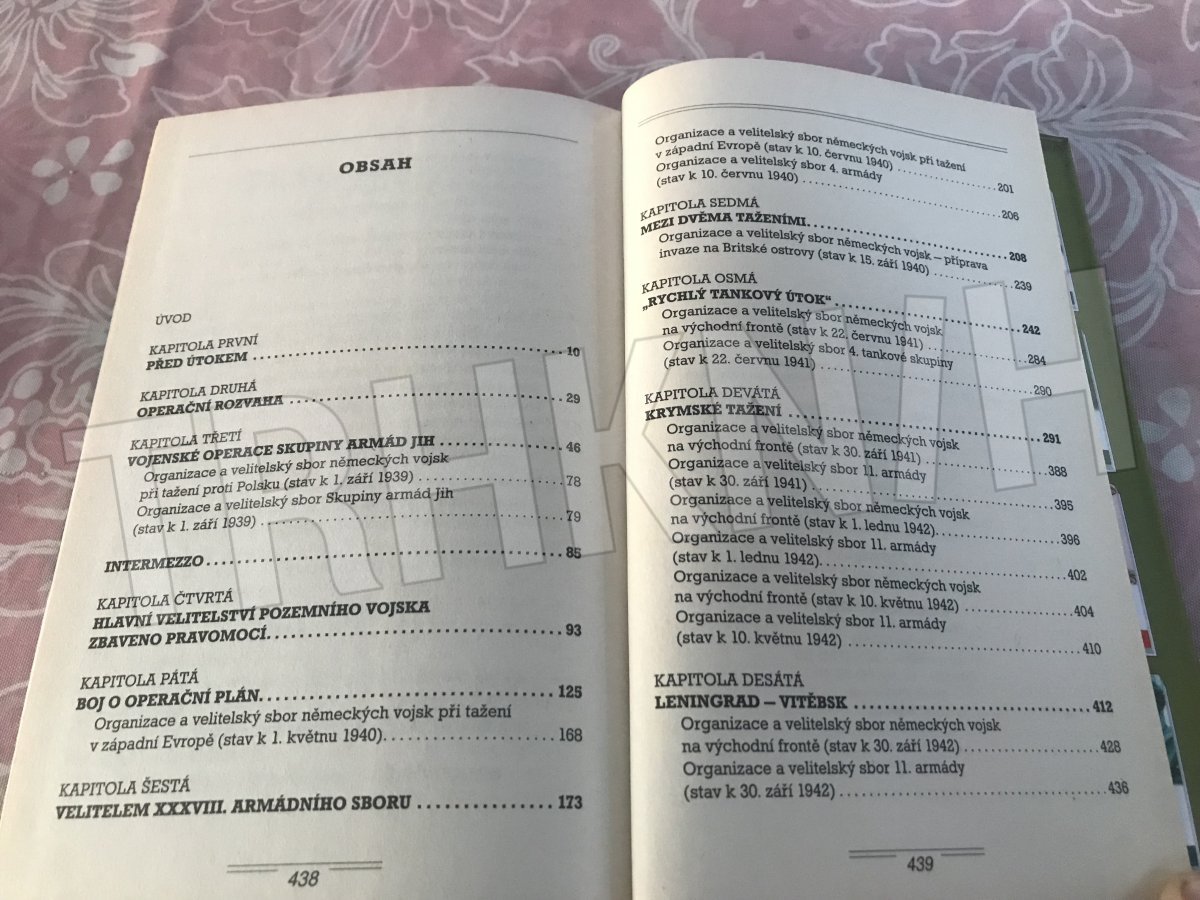 OBSAH
ÚVOD
KAPITOLA PRVNÍ
PŘED ÚTOKEM 10
KAPITOLA DRUHÁ
OPERAČNÍ ROZVAHA 29
KAPITOLA TŘETÍ
VOJENSKÉ OPERACE SKUPINY ARMÁD JIH 46
Organizace a velitelský sbor německých vojsk
při tažení proti Polsku (stav k 1. září 1939) 78
Organizace a velitelský sbor Skupiny armád Jih
(stav k 1. září 1939) 79
INTERMEZZO 85
KAPITOLA ČTVRTÁ
HLAVNÍ VELITELSTVÍ POZEMNÍHO VOJSKA
ZBAVENO PRAVOMOCÍ 93
KAPITOLA PÁTÁ
BOJ O OPERAČNÍ PLÁN 125
Organizace a velitelský sbor německých vojsk při tažení
v západní Evropě (stav k 1. květnu 1940) 168
KAPITOLA ŠESTÁ
VELITELEM XXXVIII. ARMÁDNÍHO SBORU 173
438
Organizace a velitelský sbor německých vojsk při tažení
v západní Evropě (stav k 10. červnu 1940) 201
Organizace a velitelský sbor 4. armády
(stav k 10. červnu 1940) 206
KAPITOLA SEDMÁ
MEZI DVĚMA TAŽENÍMI 208
Organizace a velitelský sbor německých vojsk – příprava
invaze na Britské ostrovy (stav k 15. září 1940) 239
KAPITOLA OSMÁ
„RYCHLÝ TANKOVÝ ÚTOK“ 242
Organizace a velitelský sbor německých vojsk
na východní frontě (stav k 22. červnu 1941) 284
Organizace a velitelský sbor 4. tankové skupiny
(stav k 22. červnu 1941) 290
KAPITOLA DEVÁTÁ
KRYMSKÉ TAŽENÍ 291
Organizace a velitelský sbor německých vojsk
na východní frontě (stav k 30. září 1941) 388
Organizace a velitelský sbor 11. armády
(stav k 30. září 1941) 395
Organizace a velitelský sbor německých vojsk
na východní frontě (stav k 1. lednu 1942) 396
Organizace a velitelský sbor 11. armády
(stav k 1. lednu 1942) 402
Organizace a velitelský sbor německých vojsk
na východní frontě (stav k 10. květnu 1942) 404
Organizace a velitelský sbor 11. armády
(stav k 10. květnu 1942) 410
KAPITOLA DESÁTÁ
LENINGRAD – VITĚBSK 412
Organizace a velitelský sbor německých vojsk
na východní frontě (stav k 30. září 1942) 428
Organizace a velitelský sbor 11. armády
(stav k 30. září 1942) 436
439
TRHKNIH